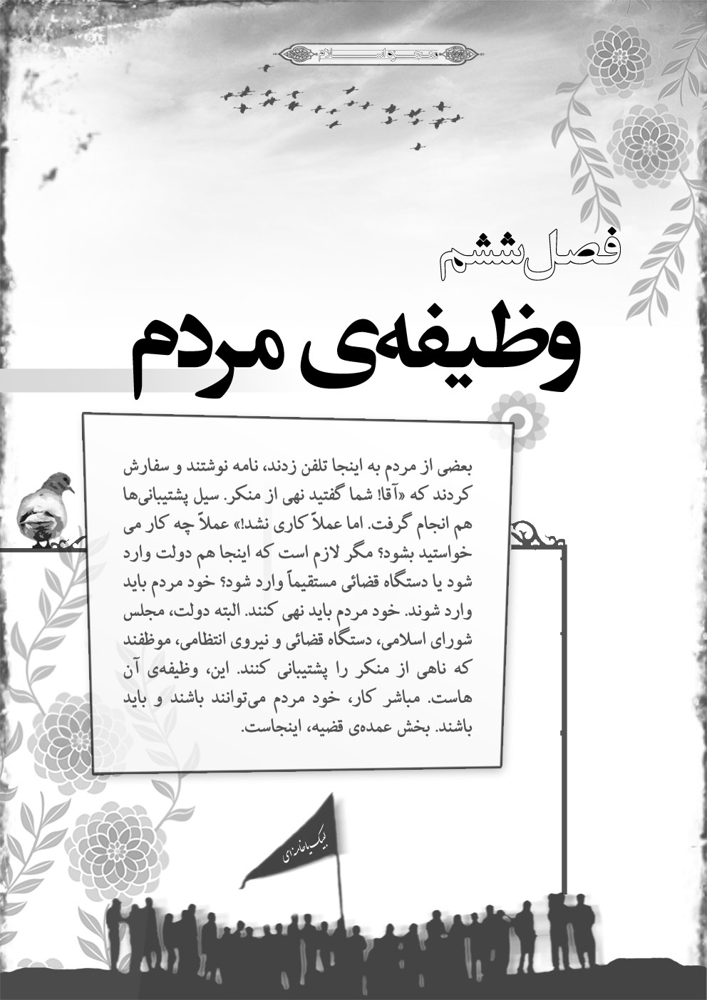 معجزه اسلام
فصل ششم
وظیفه‌ی مردم
بعضی از مردم به اینجا تلفن زدند، نامه نوشتند و سفارش
کردند که «آقا! شما گفتید نهی از منکر. سیل پشتیبانی‌ها
هم انجام گرفت. اما عملاً کاری نشد!» عملاً چه کار می
خواستید بشود؟ مگر لازم است که اینجا هم دولت وارد
شود یا دستگاه قضائی مستقیماً وارد شود؟ خود مردم باید
وارد شوند. خود مردم باید نهی کنند. البته دولت، مجلس
شورای اسلامی، دستگاه قضائی و نیروی انتظامی، موظفند
که ناهی از منکر را پشتیبانی کنند. این، وظیفه‌ی آن
هاست. مباشر کار، خود مردم می‌توانند باشند و باید
باشند. بخش عمده‌ی قضیه، اینجاست.
لبیک یا خامنه‌ای